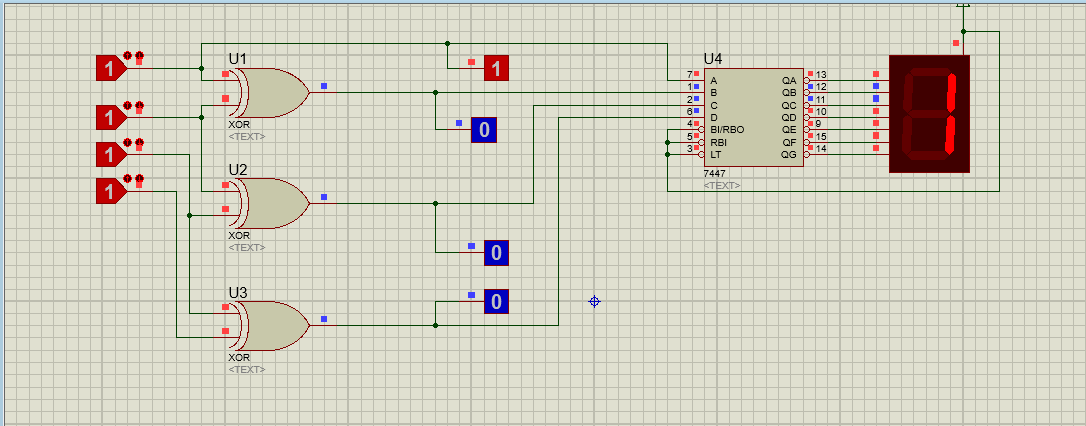 1
1
1
1
U1
XOR
<TEXT>
U2
XOR
<TEXT>
U3
XOR
<TEXT>
1
0
0
0
U4
7 A QA 13
1 B QB 12
2 C QC 11
6 D QD 10
4 BI/RBO QE 9
5 RBI QF 15
3 LT QG 14
7447
<TEXT>
1